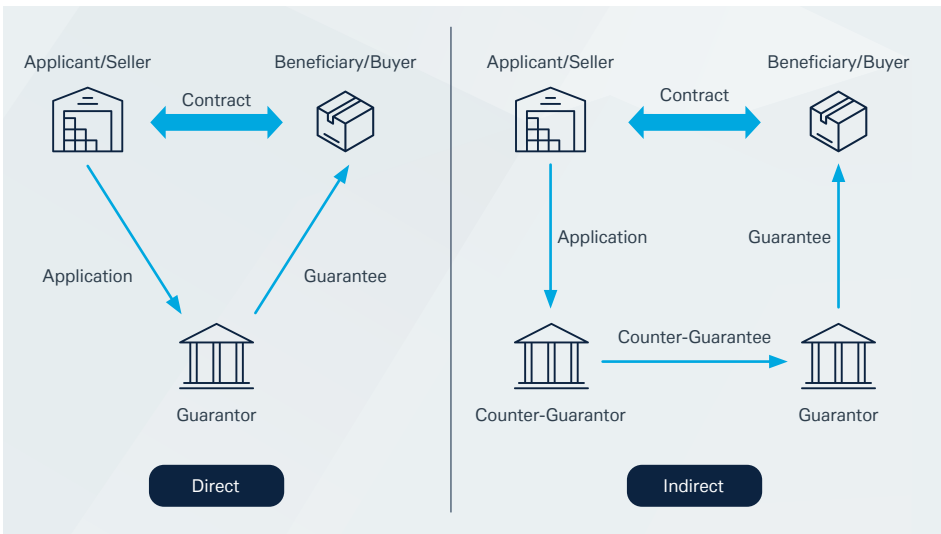 Applicant/Seller
Beneficiary/Buyer
Contract
Application
Guarantee
Guarantor
Direct
Applicant/Seller
Beneficiary/Buyer
Contract
Application
Guarantee
Counter-Guarantee
Counter-Guarantor
Guarantor
Indirect